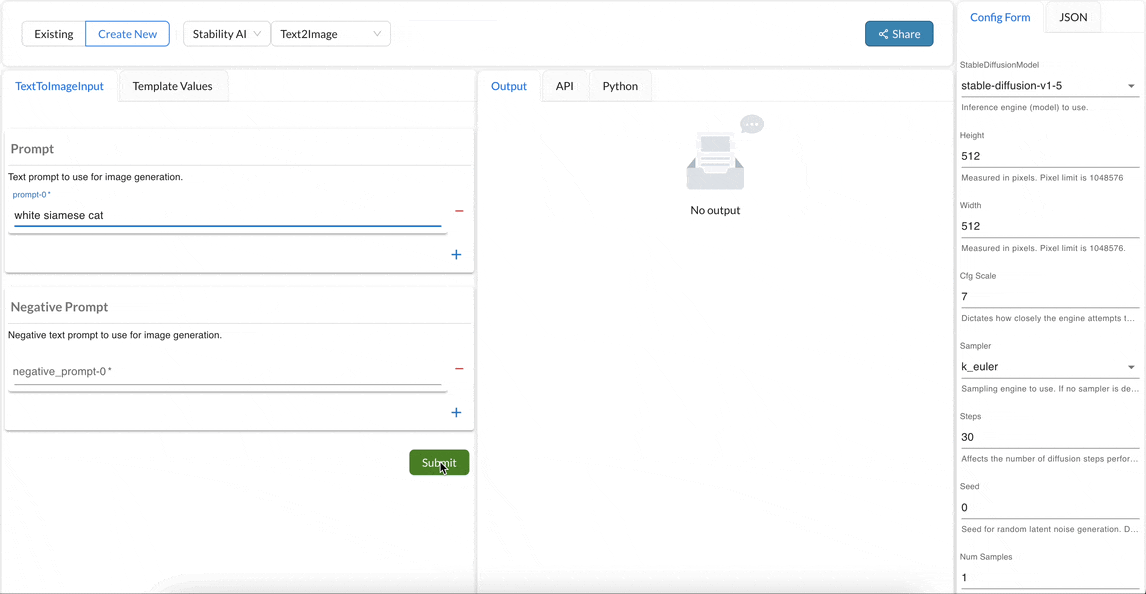 Existing
Create New
Stability AI
Text2Image
Share
Config Form
JSON
TextToImageInput
Template Values
Output
API
Python
Prompt
Text prompt to use for image generation.
prompt-0 *
white siamese cat
Negative Prompt
Negative text prompt to use for image generation.
negative_prompt-0 *
Submit
No output
StableDiffusionModel
stable-diffusion-v1-5
Inference engine (model) to use.
Height
512
Measured in pixels. Pixel limit is 1048576
Width
512
Measured in pixels. Pixel limit is 1048576.
Cfg Scale
7
Dictates how closely the engine attempts t...
Sampler
k_euler
Sampling engine to use. If no sampler is de...
Steps
30
Affects the number of diffusion steps perfor...
Seed
0
Seed for random latent noise generation. D...
Num Samples
1